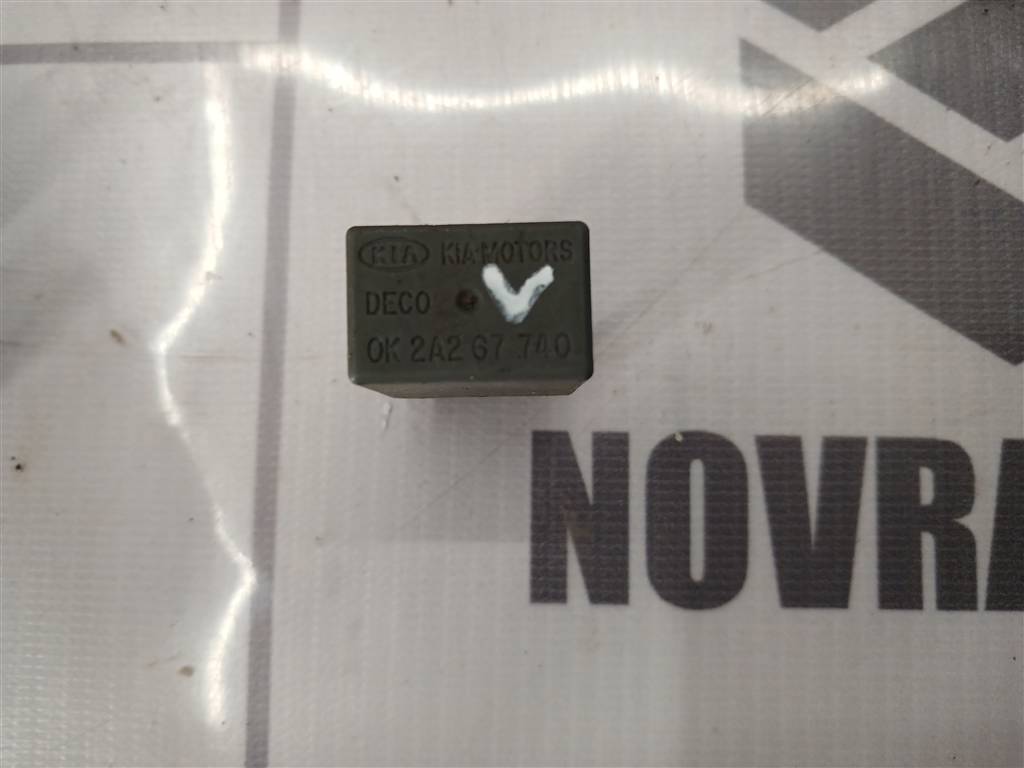 KIA KIA MOTORS
DECO
OK 2A2 67 740
NOVRA